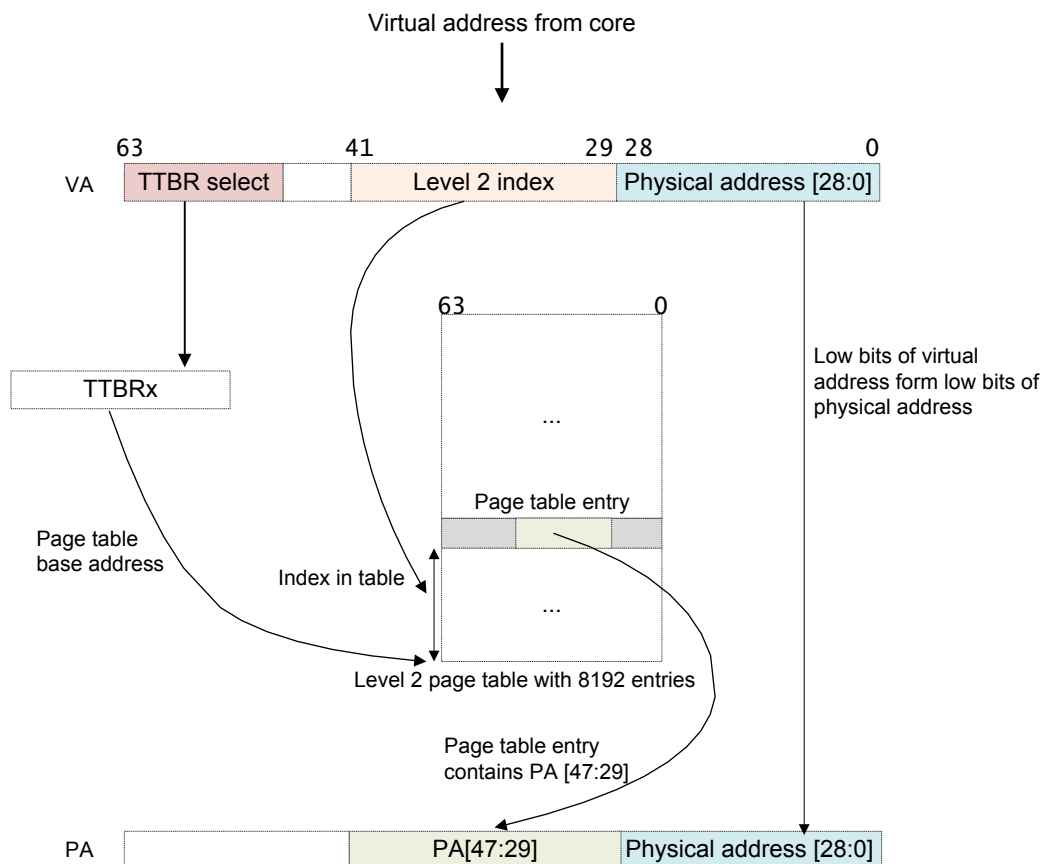 Virtual address from core
63 41 29 28 0
VA TTBR select Level 2 index Physical address [28:0]
63 0
Low bits of virtual
address form low bits of
physical address
TTBRx
...
Page table entry
Page table
base address
Index in table
...
Level 2 page table with 8192 entries
Page table entry
contains PA [47:29]
PA PA[47:29] Physical address [28:0]